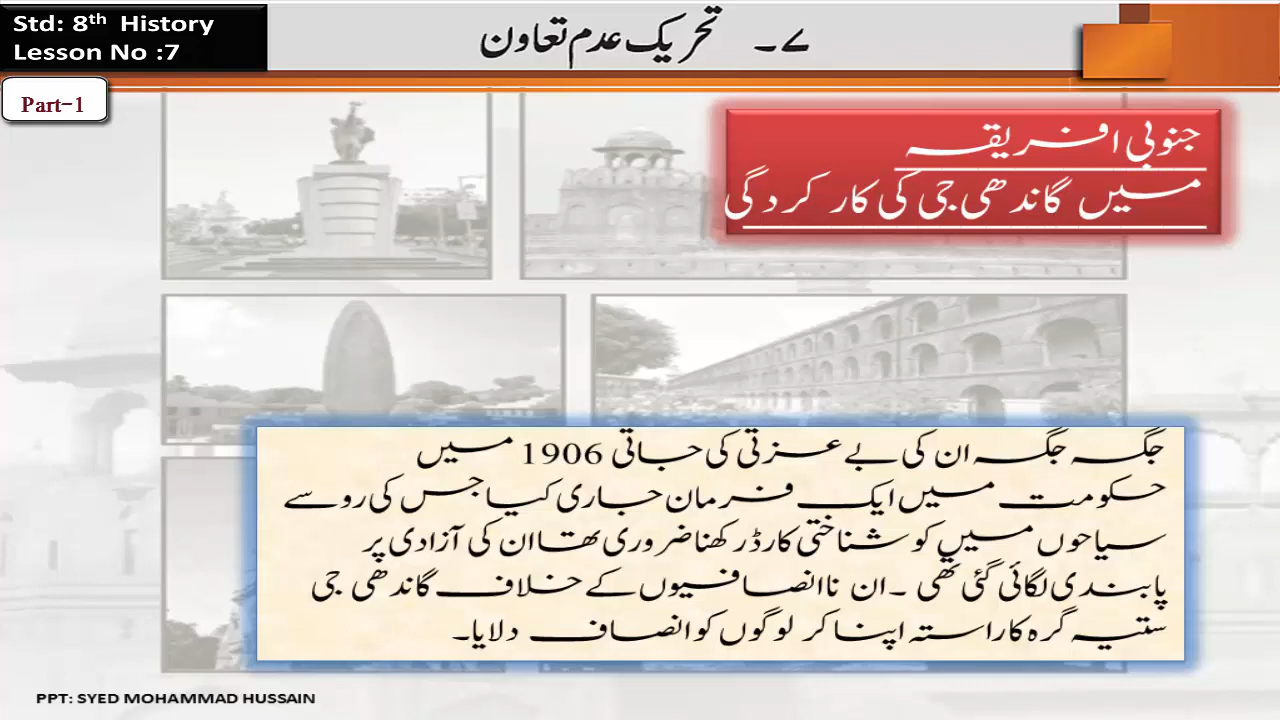 Std: 8th History
Lesson No :7
۷۔ تحریک عدم تعاون
Part-1
جنوبی افریقہ
میں گاندھی جی کی کار کردگی
جگہ جگہ ان کی بے عزتی کی جاتی 1906 میں
حکومت میں ایک فرمان جاری کیا جس کی رو سے
سیاحوں میں کو شناختی کارڈ رکھنا ضروری تھا ان کی آزادی پر
پابندی لگائی گئی تھی ۔ ان ناانصافیوں کے خلاف گاندھی جی
ستیہ گرہ کا راستہ اپنا کر لوگوں کو انصاف دلایا۔
PPT: SYED MOHAMMAD HUSSAIN